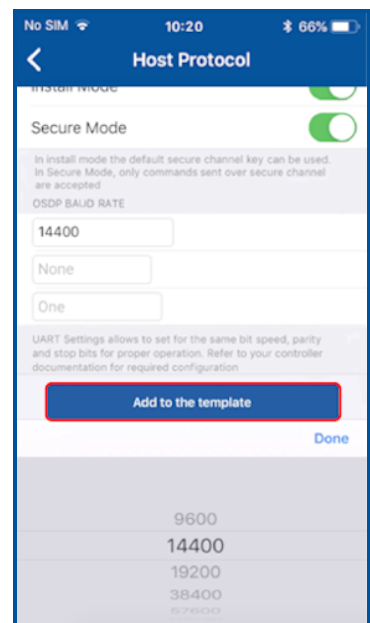 No SIM 10:20 66%
Host Protocol
Install Mode
Secure Mode
In install mode the default secure channel key can be used.
In Secure Mode, only commands sent over secure channel
are accepted
OSDP BAUD RATE
14400
None
One
UART Settings allows to set for the same bit speed, parity
and stop bits for proper operation. Refer to your controller
documentation for required configuration
Add to the template
Done
9600
14400
19200
38400
57600